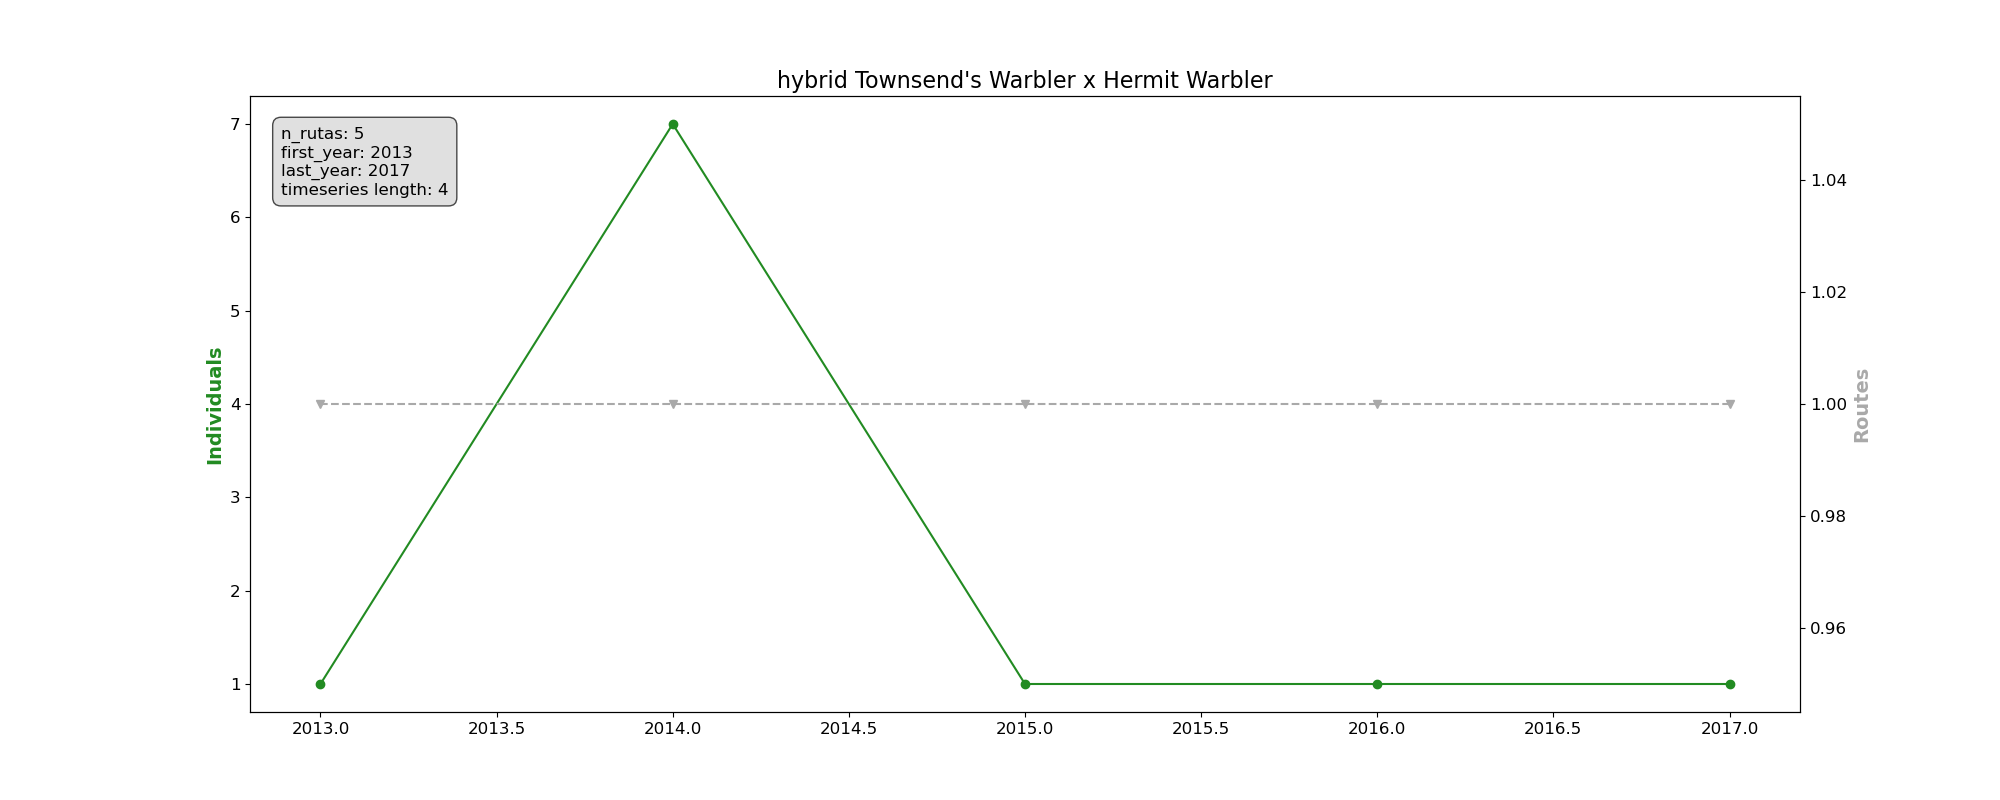 hybrid Townsend's Warbler x Hermit Warbler
n_rutas: 5
first_year: 2013
last_year: 2017
timeseries length: 4
7
6
5
4
3
2
1
Individuals
1.04
1.02
1.00
0.98
0.96
Routes
2013.0 2013.5 2014.0 2014.5 2015.0 2015.5 2016.0 2016.5 2017.0